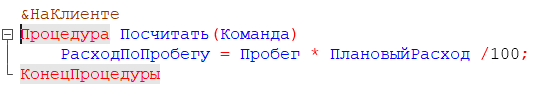 &НаКлиенте
Процедура Посчитать(Команда)
РасходПоПробегу = Пробег * ПлановыйРасход /100;
КонецПроцедуры